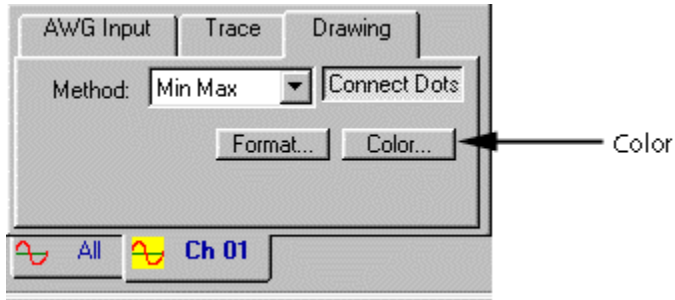 AWG Input Trace Drawing
Method: Min Max Connect Dots
Format... Color... Color
All Ch 01